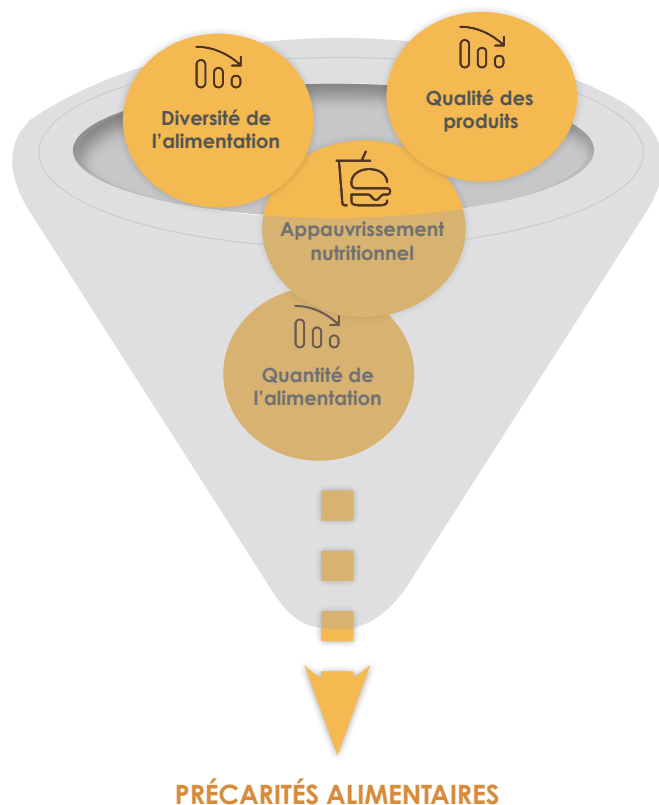 Diversité de
l'alimentation
Qualité des
produits
Appauvrissement
nutritionnel
Quantité de
l'alimentation
PRÉCARITÉS ALIMENTAIRES